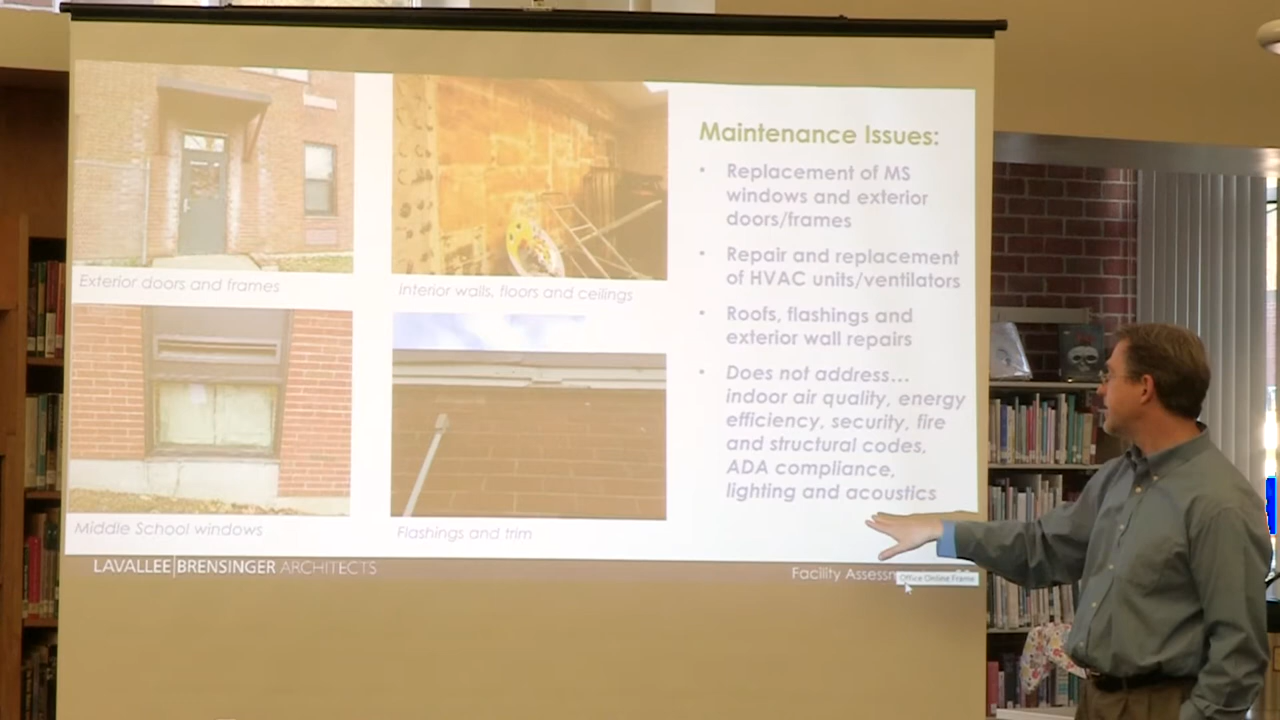 Maintenance Issues:
• Replacement of MS
windows and exterior
doors/frames
• Repair and replacement
of HVAC units/ventilators
• Roofs, flashings and
exterior wall repairs
• Does not address...
indoor air quality, energy
efficiency, security, fire
and structural codes,
ADA compliance,
lighting and acoustics
Exterior doors and frames
Interior walls, floors and ceilings
Middle School windows
Flashings and trim
LAVALLEE|BRENSINGER ARCHITECTS
Facility
Office Online Frame